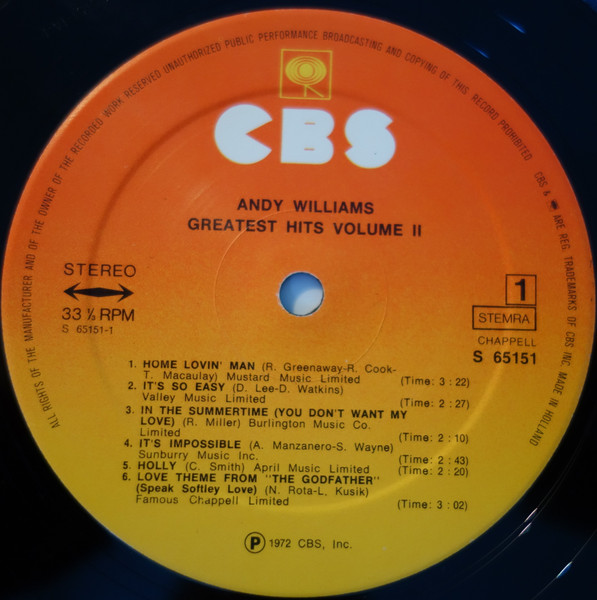 ALL RIGHTS OF THE MANUFACTURER AND OF THE OWNER OF THE RECORDED WORK RESERVED UNAUTHORIZED PUBLIC PERFORMANCE BROADCASTING AND COPYING OF THIS RECORD PROHIBITED CBS & ARE REG. TRADEMARKS OF CBS INC. MADE IN HOLLAND
CBS
ANDY WILLIAMS
GREATEST HITS VOLUME II
STEREO
33 ⅓ RPM
S 65151-1
1
STEMRA
CHAPPELL
S 65151
1. HOME LOVIN' MAN (R. Greenaway-R. Cook-
T. Macaulay) Mustard Music Limited (Time: 3 : 22)
2. IT'S SO EASY (D. Lee-D. Watkins)
Valley Music Limited (Time: 2 : 27)
3. IN THE SUMMERTIME (YOU DON'T WANT MY
LOVE) (R. Miller) Burlington Music Co.
Limited (Time: 2 : 10)
4. IT'S IMPOSSIBLE (A. Manzanero-S. Wayne)
Sunburry Music Inc. (Time: 2 : 43)
5 HOLLY (C. Smith) April Music Limited (Time: 2 : 20)
6. LOVE THEME FROM "THE GODFATHER"
(Speak Softley Love) (N. Rota-L. Kusik)
Famous Chappell Limited (Time: 3 : 02)
Ⓟ 1972 CBS, Inc.